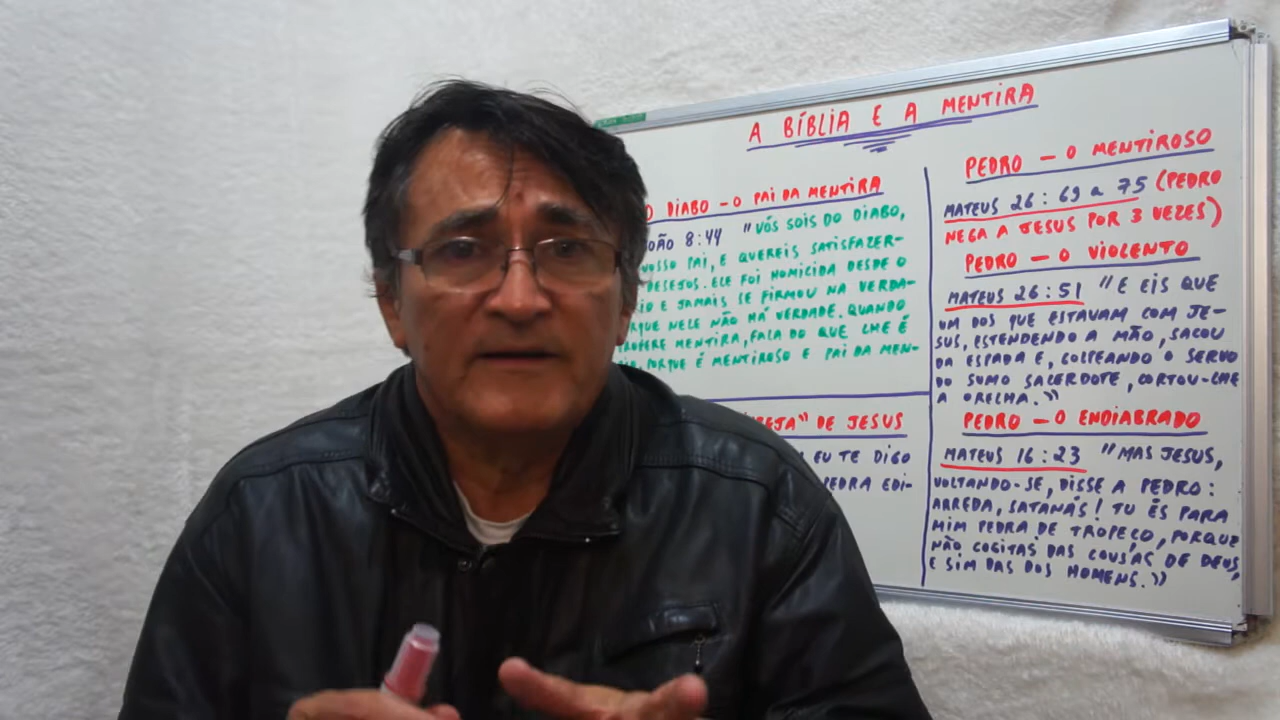 A BÍBLIA E A MENTIRA
O DIABO – O PAI DA MENTIRA
JOÃO 8:44 "VÓS SOIS DO DIABO,
VOSSO PAI, E QUEREIS SATISFAZER-
DESEJOS. ELE FOI HOMICIDA DESDE O
E JAMAIS SE FIRMOU NA VERDA-
NELE NÃO HÁ VERDADE. QUANDO
MENTIRA, FALA DO QUE LHE É
PORQUE É MENTIROSO E PAI DA MEN-
DE JESUS
EU TE DIGO
PEDRA EDI-
PEDRO – O MENTIROSO
MATEUS 26:69 a 75 (PEDRO
NEGA A JESUS POR 3 VEZES)
PEDRO – O VIOLENTO
MATEUS 26:51 "E EIS QUE
UM DOS QUE ESTAVAM COM JE-
SUS, ESTENDENDO A MÃO, SACOU
DA ESPADA E, GOLPEANDO O SERVO
DO SUMO SACERDOTE, CORTOU-LHE
A ORELHA."
PEDRO – O ENDIABRADO
MATEUS 16:23 "MAS JESUS,
VOLTANDO-SE, DISSE A PEDRO:
ARREDA, SATANÁS! TU ÉS PARA
MIM PEDRA DE TROPEÇO, PORQUE
NÃO COGITAS DAS COUSAS DE DEUS,
E SIM DAS DOS HOMENS."